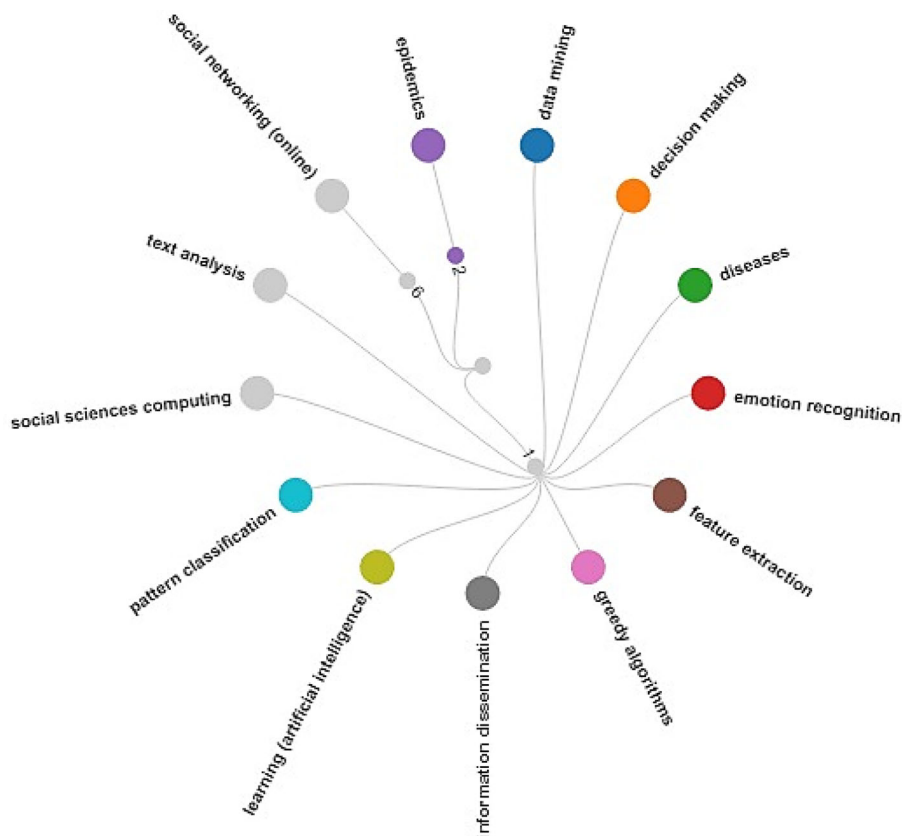 social networking (online)
epidemics
data mining
decision making
diseases
emotion recognition
feature extraction
greedy algorithms
nformation dissemination
learning (artificial intelligence)
pattern classification
social sciences computing
text analysis
6
2
1